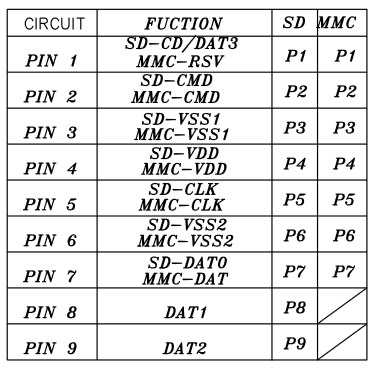 CIRCUIT FUCTION SD MMC
SD-CD/DAT3
PIN 1 MMC-RSV P1 P1
SD-CMD
PIN 2 MMC-CMD P2 P2
SD-VSS1
PIN 3 MMC-VSS1 P3 P3
SD-VDD
PIN 4 MMC-VDD P4 P4
SD-CLK
PIN 5 MMC-CLK P5 P5
SD-VSS2
PIN 6 MMC-VSS2 P6 P6
SD-DAT0
PIN 7 MMC-DAT P7 P7
PIN 8 DAT1 P8
PIN 9 DAT2 P9